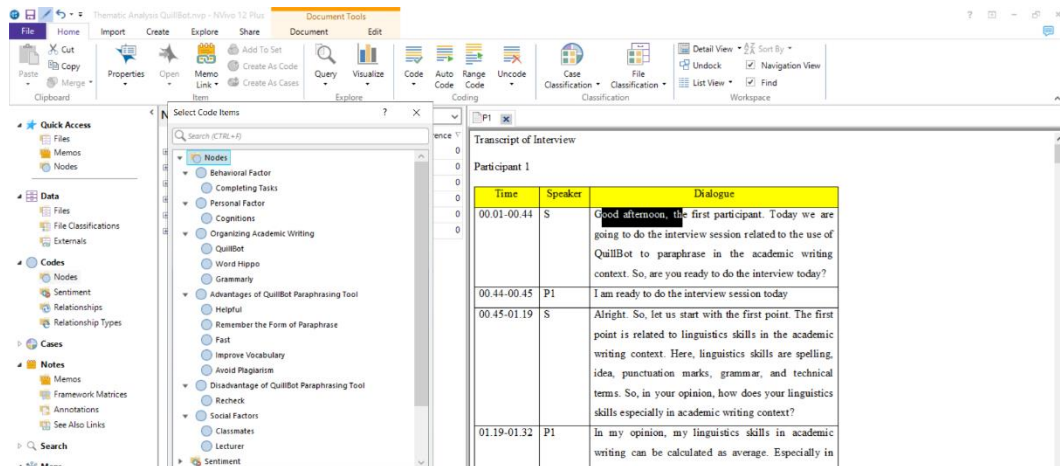 Thematic Analysis QuillBot.nvp - NVivo 12 Plus
Document Tools
File Home Import Create Explore Share Document Edit
Cut
Copy
Merge
Paste
Clipboard
Properties
Open
Memo Link
Add To Set
Create As Code
Create As Cases
Item
Query
Visualize
Explore
Code
Auto Code
Range Code
Uncode
Coding
Case Classification
File Classification
Classification
Detail View
Sort By
Undock
Navigation View
List View
Find
Workspace
Quick Access
Files
Memos
Nodes
Data
Files
File Classifications
Externals
Codes
Nodes
Sentiment
Relationships
Relationship Types
Cases
Notes
Memos
Framework Matrices
Annotations
See Also Links
Search
N
Select Code Items ?
Search (CTRL+F)
Nodes
Behavioral Factor
Completing Tasks
Personal Factor
Cognitions
Organizing Academic Writing
QuillBot
Word Hippo
Grammarly
Advantages of QuillBot Paraphrasing Tool
Helpful
Remember the Form of Paraphrase
Fast
Improve Vocabulary
Avoid Plagiarism
Disadvantage of QuillBot Paraphrasing Tool
Recheck
Social Factors
Classmates
Lecturer
Sentiment
ence
0
0
0
0
0
0
P1
Transcript of Interview
Participant 1
Time Speaker Dialogue
00.01-00.44 S Good afternoon, the first participant. Today we are
going to do the interview session related to the use of
QuillBot to paraphrase in the academic writing
context. So, are you ready to do the interview today?
00.44-00.45 P1 I am ready to do the interview session today
00.45-01.19 S Alright. So, let us start with the first point. The first
point is related to linguistics skills in the academic
writing context. Here, linguistics skills are spelling,
idea, punctuation marks, grammar, and technical
terms. So, in your opinion, how does your linguistics
skills especially in academic writing context?
01.19-01.32 P1 In my opinion, my linguistics skills in academic
writing can be calculated as average. Especially in